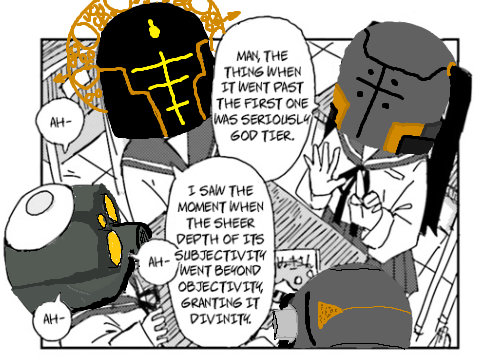 MAN, THE
THING WHEN
IT WENT PAST
THE FIRST ONE
WAS SERIOUSLY
GOD TIER.
AH-
I SAW THE
MOMENT WHEN
THE SHEER
DEPTH OF ITS
SUBJECTIVITY
WENT BEYOND
OBJECTIVITY,
GRANTING IT
DIVINITY.
AH-
AH-